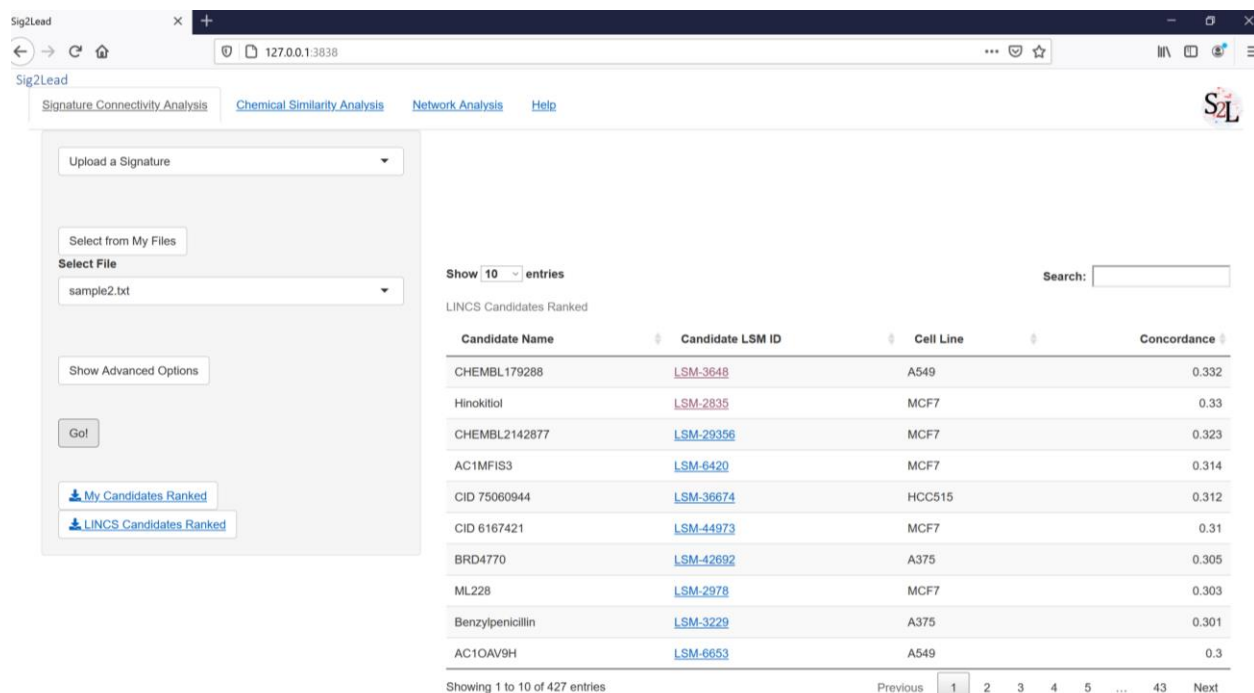 Sig2Lead
127.0.0.1:3838
Sig2Lead
Signature Connectivity Analysis Chemical Similarity Analysis Network Analysis Help
S2L
Upload a Signature
Select from My Files
Select File
sample2.txt
Show Advanced Options
Go!
My Candidates Ranked
LINCS Candidates Ranked
Show 10 entries Search:
LINCS Candidates Ranked
Candidate Name Candidate LSM ID Cell Line Concordance
CHEMBL179288 LSM-3648 A549 0.332
Hinokitiol LSM-2835 MCF7 0.33
CHEMBL2142877 LSM-29356 MCF7 0.323
AC1MFIS3 LSM-6420 MCF7 0.314
CID 75060944 LSM-36674 HCC515 0.312
CID 6167421 LSM-44973 MCF7 0.31
BRD4770 LSM-42692 A375 0.305
ML228 LSM-2978 MCF7 0.303
Benzylpenicillin LSM-3229 A375 0.301
AC1OAV9H LSM-6653 A549 0.3
Showing 1 to 10 of 427 entries Previous 1 2 3 4 5 ... 43 Next